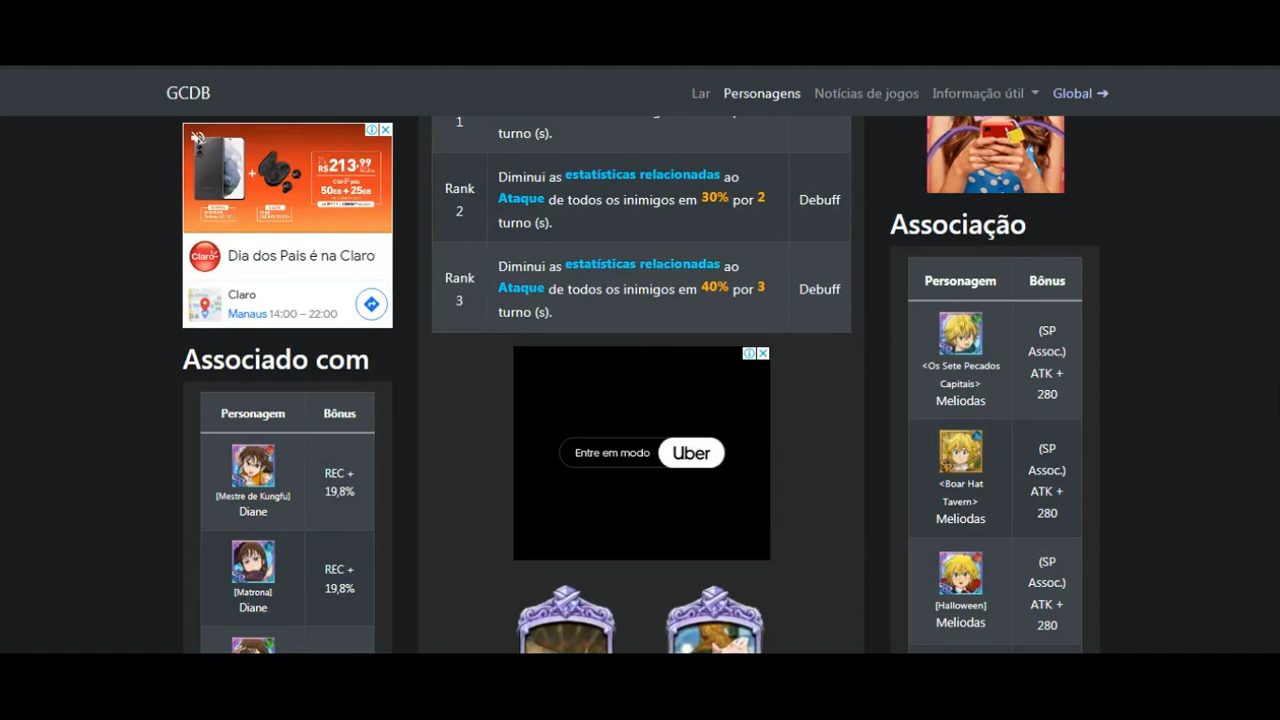 GCDB
Lar Personagens Notícias de jogos Informação útil Global ➔
R$213,99
50GB + 25GB
Claro
Dia dos Pais é na Claro
Claro
Manaus 14:00 – 22:00
Associado com
Personagem Bônus
[Mestre de Kungfu]
Diane
REC +
19,8%
[Matrona]
Diane
REC +
19,8%
1
turno (s).
Rank
2
Diminui as estatísticas relacionadas ao
Ataque de todos os inimigos em 30% por 2
turno (s).
Debuff
Rank
3
Diminui as estatísticas relacionadas ao
Ataque de todos os inimigos em 40% por 3
turno (s).
Debuff
Entre em modo Uber
Associação
Personagem Bônus
<Os Sete Pecados
Capitais>
Meliodas
(SP
Assoc.)
ATK +
280
<Boar Hat
Tavern>
Meliodas
(SP
Assoc.)
ATK +
280
[Halloween]
Meliodas
(SP
Assoc.)
ATK +
280